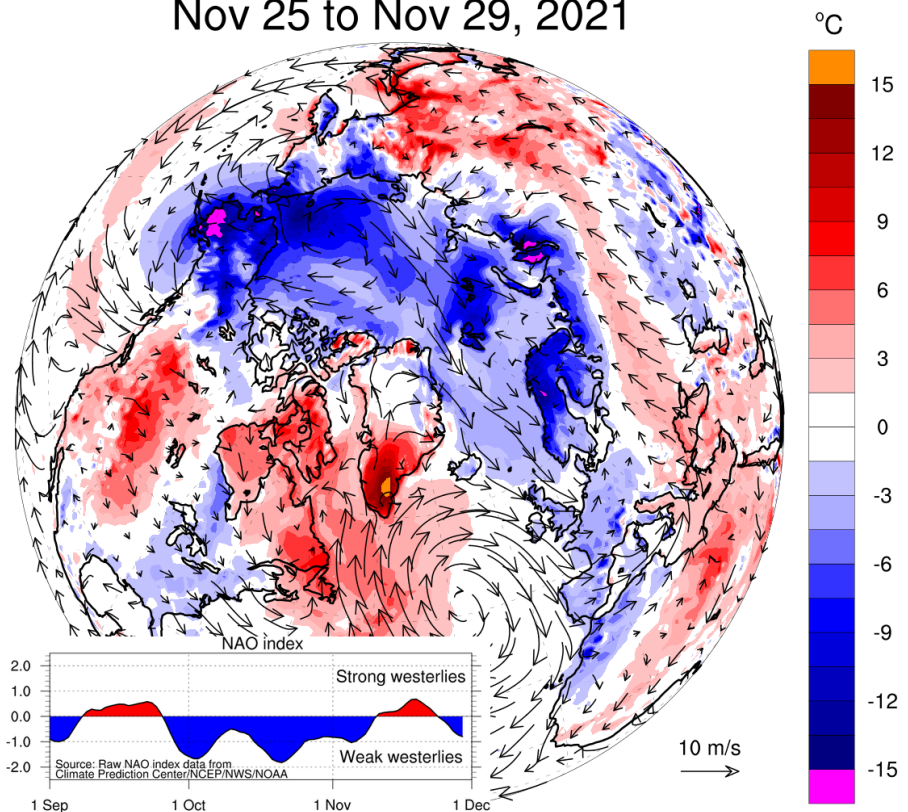 Nov 25 to Nov 29, 2021
°C
15
12
9
6
3
0
-3
-6
-9
-12
-15
10 m/s
NAO index
2.0
1.0
0.0
-1.0
-2.0
Strong westerlies
Weak westerlies
Source: Raw NAO index data from
Climate Prediction Center/NCEP/NWS/NOAA
1 Sep
1 Oct
1 Nov
1 Dec